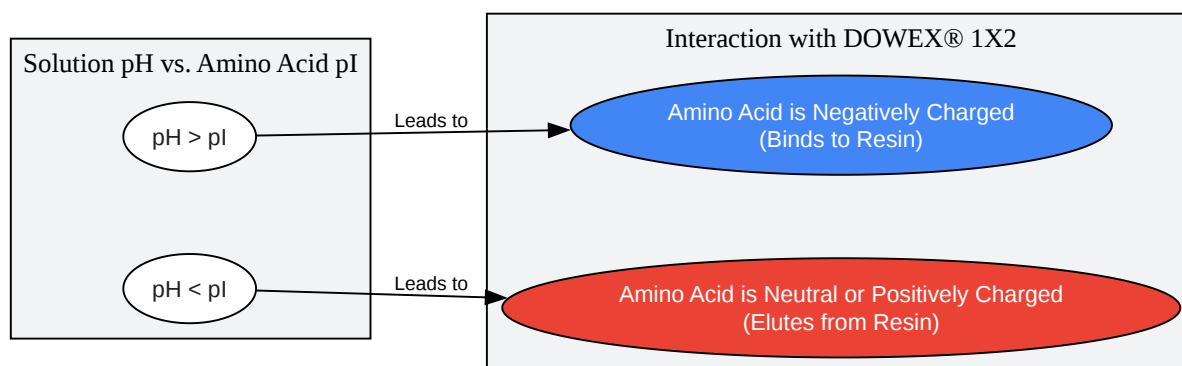 Solution pH vs. Amino Acid pI
pH > pI
pH < pI
Leads to
Leads to
Interaction with DOWEX® 1X2
Amino Acid is Negatively Charged
(Binds to Resin)
Amino Acid is Neutral or Positively Charged
(Elutes from Resin)